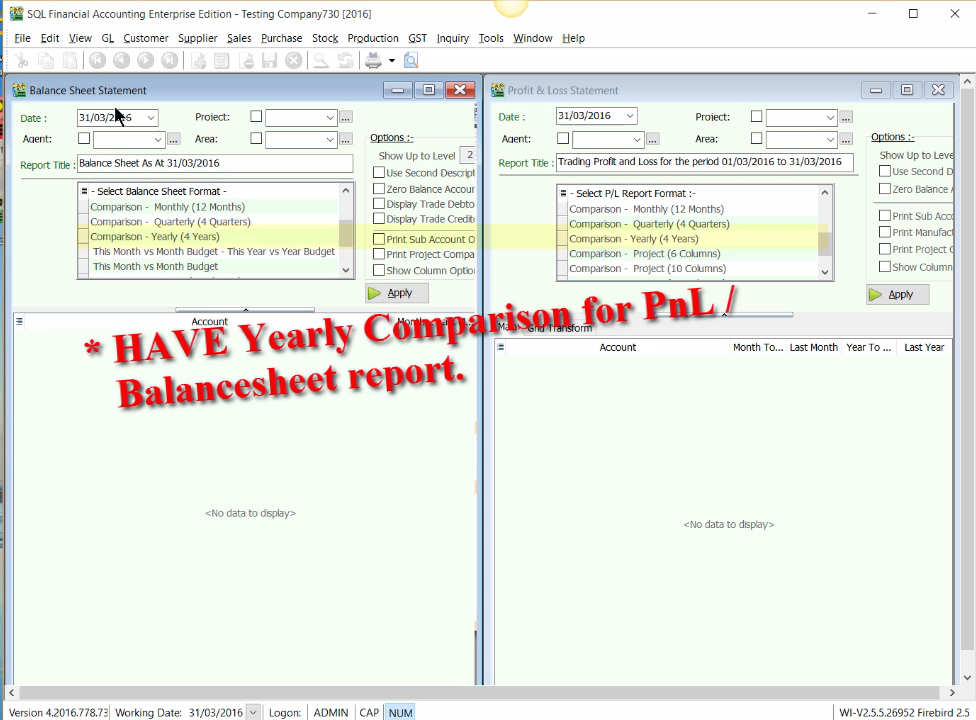 SQL Financial Accounting Enterprise Edition - Testing Company730 [2016]
File Edit View GL Customer Supplier Sales Purchase Stock Production GST Inquiry Tools Window Help
Balance Sheet Statement
Date : 31/03/2016 Project:
Agent: Area:
Report Title : Balance Sheet As At 31/03/2016
Options :-
Show Up to Level 2
Use Second Descript
Zero Balance Accour
Display Trade Debto
Display Trade Credit
Print Sub Account O
Print Project Compa
Show Column Optio
- Select Balance Sheet Format -
Comparison - Monthly (12 Months)
Comparison - Quarterly (4 Quarters)
Comparison - Yearly (4 Years)
This Month vs Month Budget - This Year vs Year Budget
This Month vs Month Budget
Apply
Account
<No data to display>
Profit & Loss Statement
Date : 31/03/2016 Project:
Agent: Area:
Report Title : Trading Profit and Loss for the period 01/03/2016 to 31/03/2016
Options :-
Show Up to Leve
Use Second D
Zero Balance A
Print Sub Acco
Print Manufact
Print Project C
Show Column
- Select P/L Report Format :-
Comparison - Monthly (12 Months)
Comparison - Quarterly (4 Quarters)
Comparison - Yearly (4 Years)
Comparison - Project (6 Columns)
Comparison - Project (10 Columns)
Apply
Grid Transform
Account Month To... Last Month Year To ... Last Year
<No data to display>
* HAVE Yearly Comparison for PnL /
Balancesheet report.
Version 4.2016.778.73 Working Date: 31/03/2016 Logon: ADMIN CAP NUM WI-V2.5.5.26952 Firebird 2.5